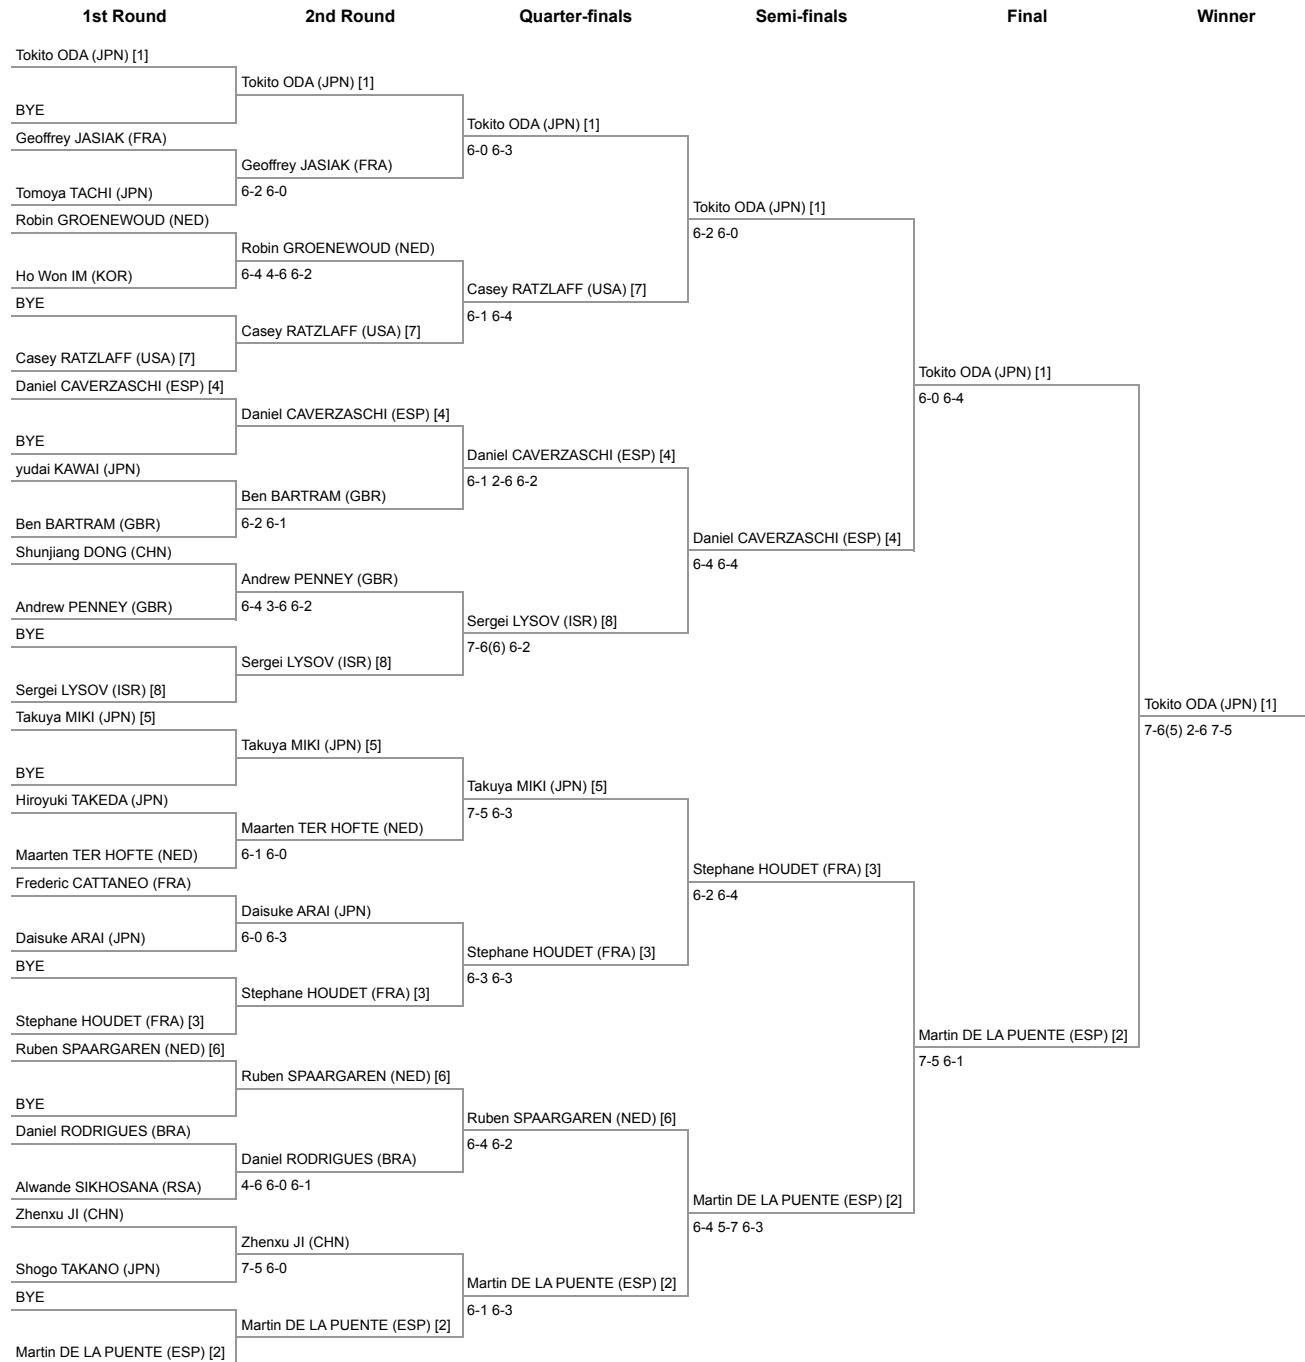 1st Round 2nd Round Quarter-finals Semi-finals Final Winner
Tokito ODA (JPN) [1]
Tokito ODA (JPN) [1]
BYE
Tokito ODA (JPN) [1]
Geoffrey JASIAK (FRA)
6-0 6-3
Geoffrey JASIAK (FRA)
Tomoya TACHI (JPN)
6-2 6-0
Tokito ODA (JPN) [1]
Robin GROENEWOUD (NED)
6-2 6-0
Robin GROENEWOUD (NED)
Ho Won IM (KOR)
6-4 4-6 6-2
Casey RATZLAFF (USA) [7]
BYE
6-1 6-4
Casey RATZLAFF (USA) [7]
Casey RATZLAFF (USA) [7]
Tokito ODA (JPN) [1]
Daniel CAVERZASCHI (ESP) [4]
6-0 6-4
Daniel CAVERZASCHI (ESP) [4]
BYE
Daniel CAVERZASCHI (ESP) [4]
yudai KAWAI (JPN)
6-1 2-6 6-2
Ben BARTRAM (GBR)
Ben BARTRAM (GBR)
6-2 6-1
Daniel CAVERZASCHI (ESP) [4]
Shunjiang DONG (CHN)
6-4 6-4
Andrew PENNEY (GBR)
Andrew PENNEY (GBR)
6-4 3-6 6-2
Sergei LYSOV (ISR) [8]
BYE
7-6(6) 6-2
Sergei LYSOV (ISR) [8]
Sergei LYSOV (ISR) [8]
Tokito ODA (JPN) [1]
Takuya MIKI (JPN) [5]
7-6(5) 2-6 7-5
Takuya MIKI (JPN) [5]
BYE
Takuya MIKI (JPN) [5]
Hiroyuki TAKEDA (JPN)
7-5 6-3
Maarten TER HOFTE (NED)
Maarten TER HOFTE (NED)
6-1 6-0
Stephane HOUDET (FRA) [3]
Frederic CATTANEO (FRA)
6-2 6-4
Daisuke ARAI (JPN)
Daisuke ARAI (JPN)
6-0 6-3
Stephane HOUDET (FRA) [3]
BYE
6-3 6-3
Stephane HOUDET (FRA) [3]
Stephane HOUDET (FRA) [3]
Martin DE LA PUENTE (ESP) [2]
Ruben SPAARGAREN (NED) [6]
7-5 6-1
Ruben SPAARGAREN (NED) [6]
BYE
Ruben SPAARGAREN (NED) [6]
Daniel RODRIGUES (BRA)
6-4 6-2
Daniel RODRIGUES (BRA)
Alwande SIKHOSANA (RSA)
4-6 6-0 6-1
Martin DE LA PUENTE (ESP) [2]
Zhenxu JI (CHN)
6-4 5-7 6-3
Zhenxu JI (CHN)
Shogo TAKANO (JPN)
7-5 6-0
Martin DE LA PUENTE (ESP) [2]
BYE
6-1 6-3
Martin DE LA PUENTE (ESP) [2]
Martin DE LA PUENTE (ESP) [2]